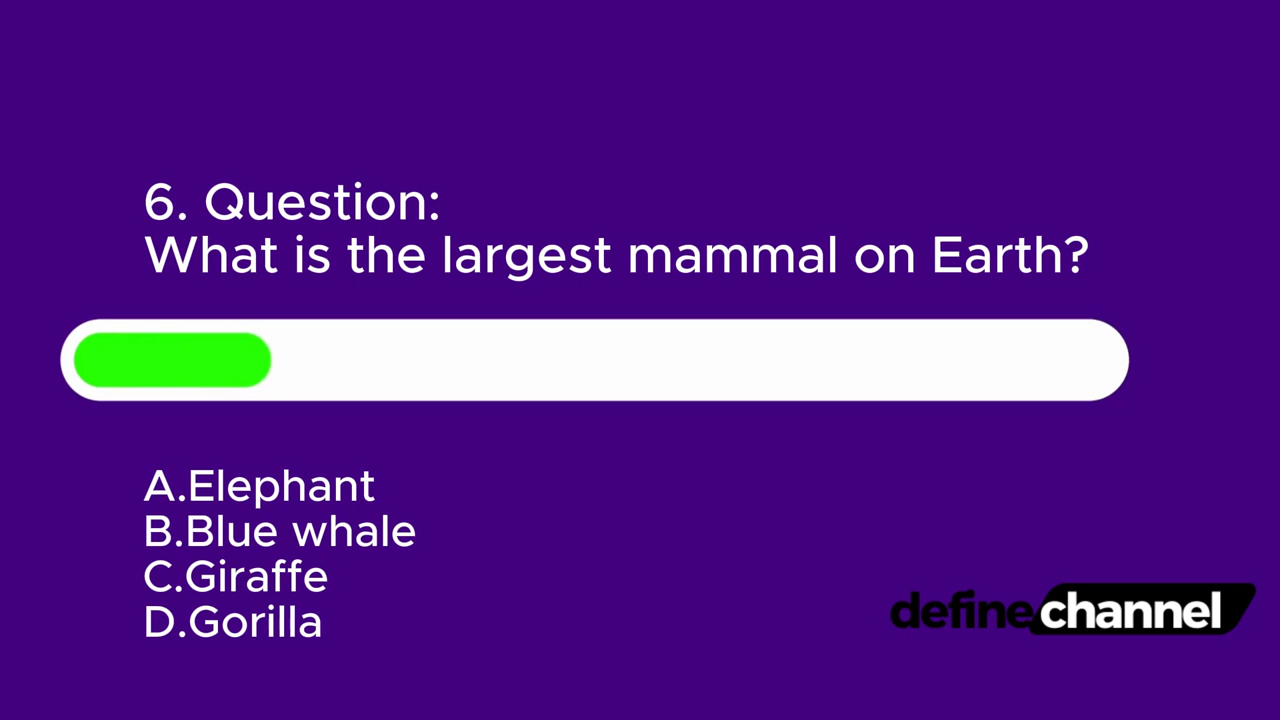 6. Question:
What is the largest mammal on Earth?
A.Elephant
B.Blue whale
C.Giraffe
D.Gorilla
definechannel